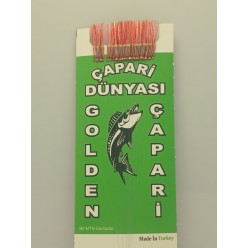 ÇAPARİ
DÜNYASI
GOLDEN
ÇAPARİ
Made In Turkey